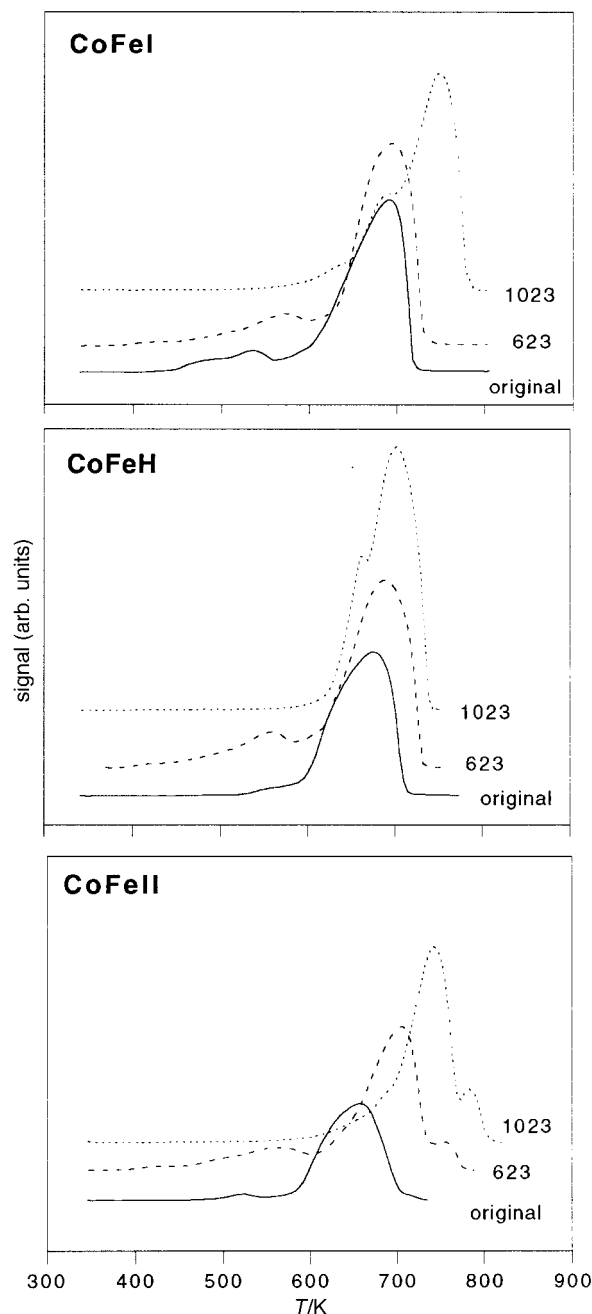 CoFeI
1023
623
original
CoFeH
signal (arb. units)
1023
623
original
CoFeII
1023
623
original
300 400 500 600 700 800 900
T/K